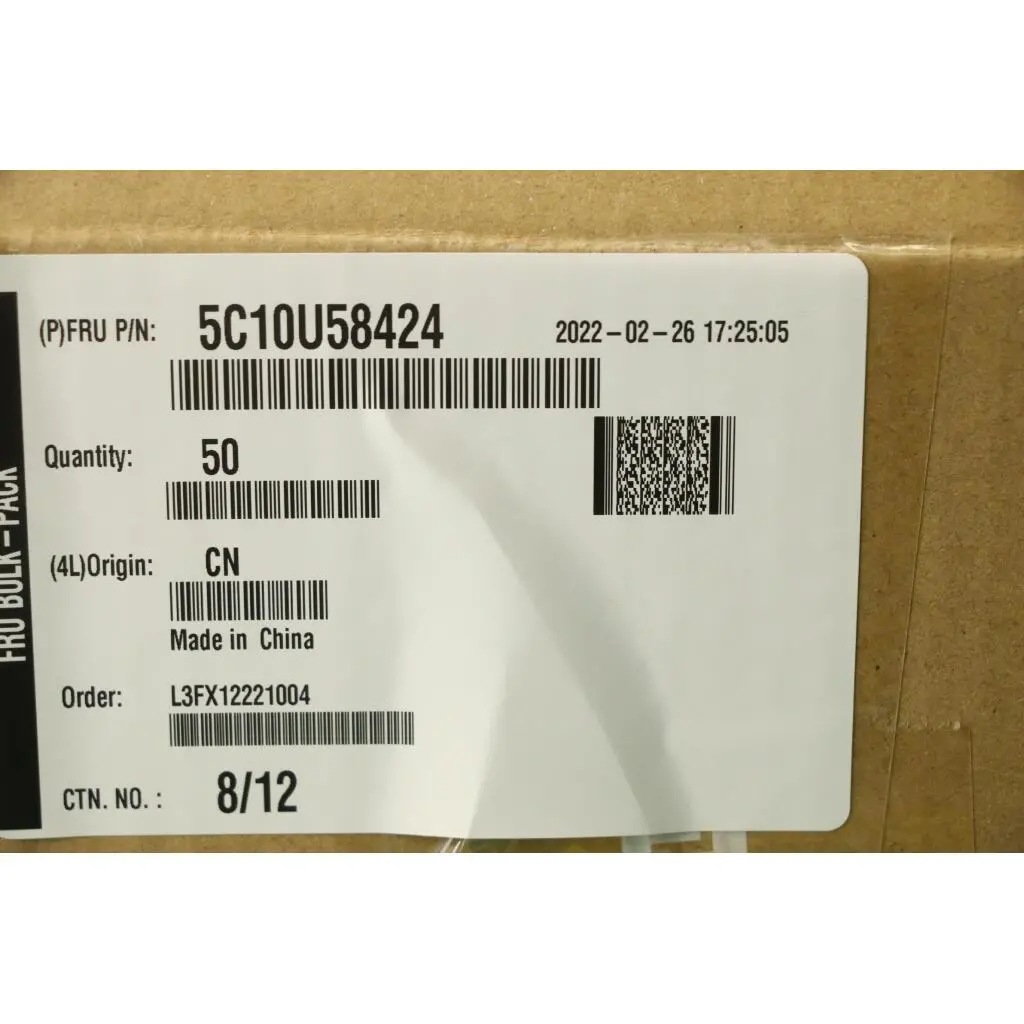 (P)FRU P/N: 5C10U58424 2022-02-26 17:25:05
Quantity: 50
(4L)Origin: CN
Made in China
Order: L3FX12221004
CTN. NO. : 8/12
FRU BULK-PACK